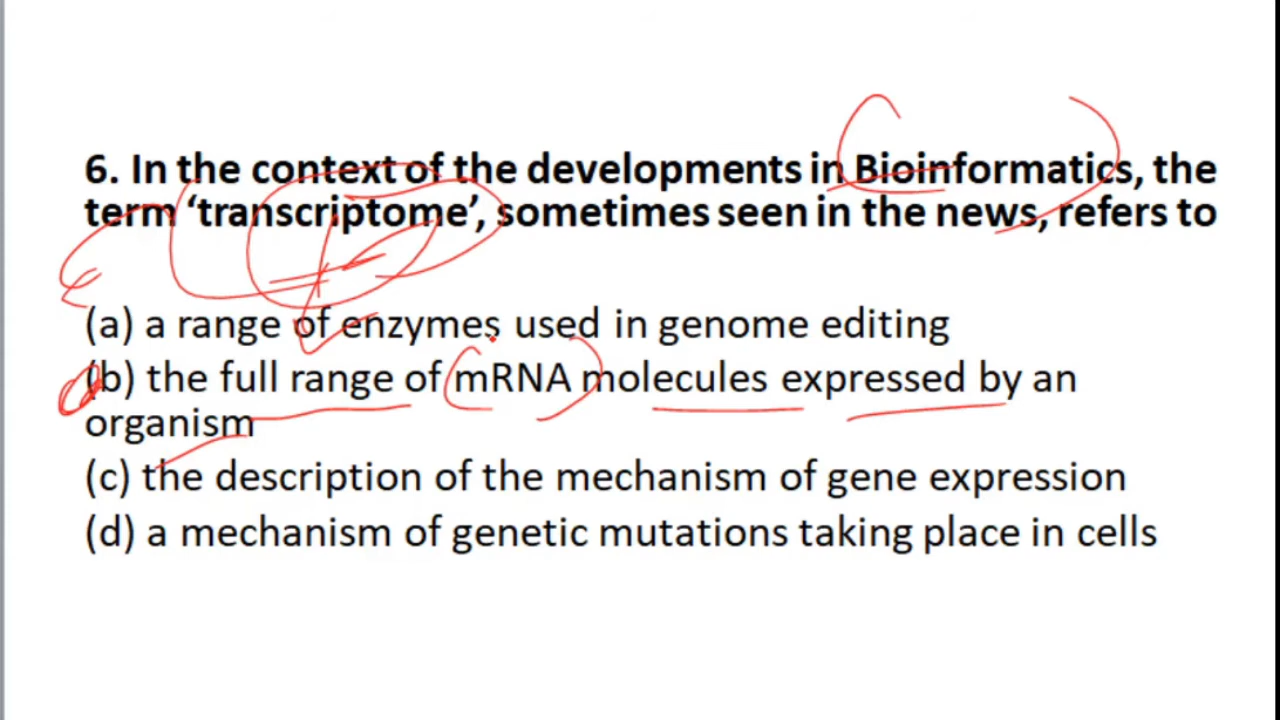 6. In the context of the developments in Bioinformatics, the
term ‘transcriptome’, sometimes seen in the news, refers to
(a) a range of enzymes used in genome editing
(b) the full range of mRNA molecules expressed by an
organism
(c) the description of the mechanism of gene expression
(d) a mechanism of genetic mutations taking place in cells